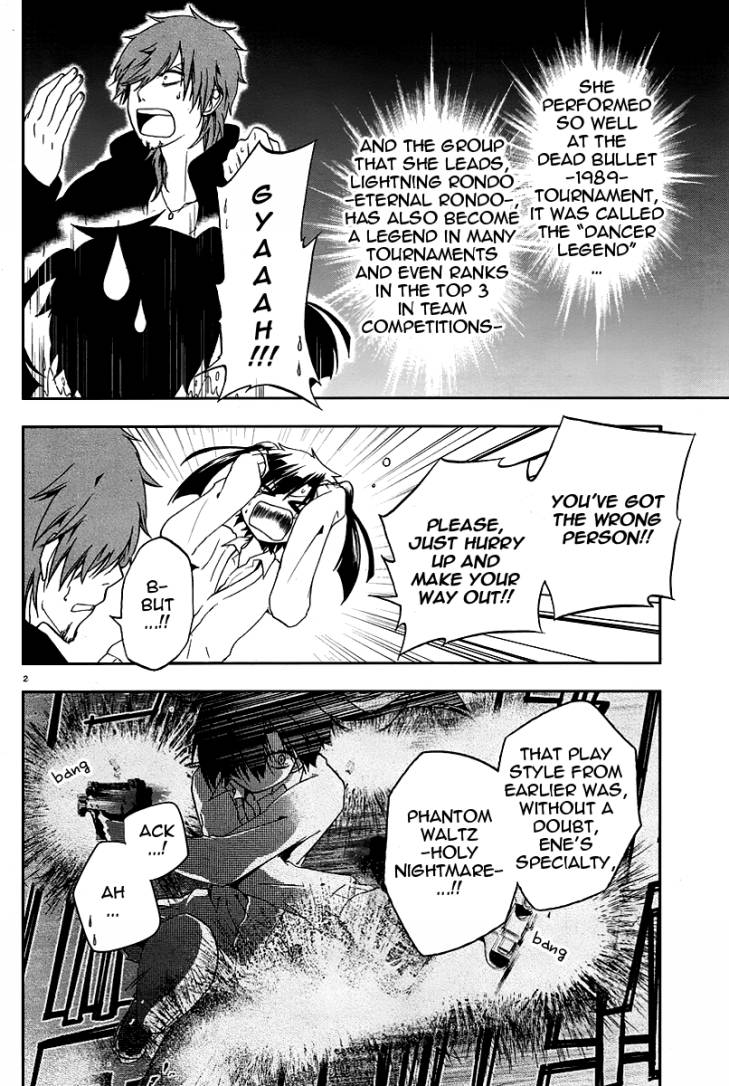 SHE
PERFORMED
SO WELL
AT THE
DEAD BULLET
-1989-
TOURNAMENT,
IT WAS CALLED
THE "DANCER
LEGEND"
...
AND THE GROUP
THAT SHE LEADS,
LIGHTNING RONDO
-ETERNAL RONDO-,
HAS ALSO BECOME
A LEGEND IN MANY
TOURNAMENTS
AND EVEN RANKS
IN THE TOP 3
IN TEAM
COMPETITIONS-
GYAAAH!!!
YOU'VE GOT
THE WRONG
PERSON!!
PLEASE,
JUST HURRY
UP AND
MAKE YOUR
WAY OUT!!
B-
BUT
...!!
2
THAT PLAY
STYLE FROM
EARLIER WAS,
WITHOUT A
DOUBT,
ENE'S
SPECIALTY,
PHANTOM
WALTZ
-HOLY
NIGHTMARE-
...!!
bang
bang
ACK
...!
AH
...